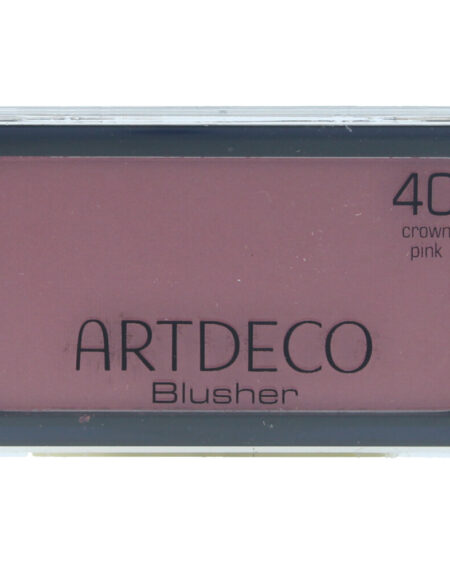 40
crown
pink
ARTDECO
Blusher